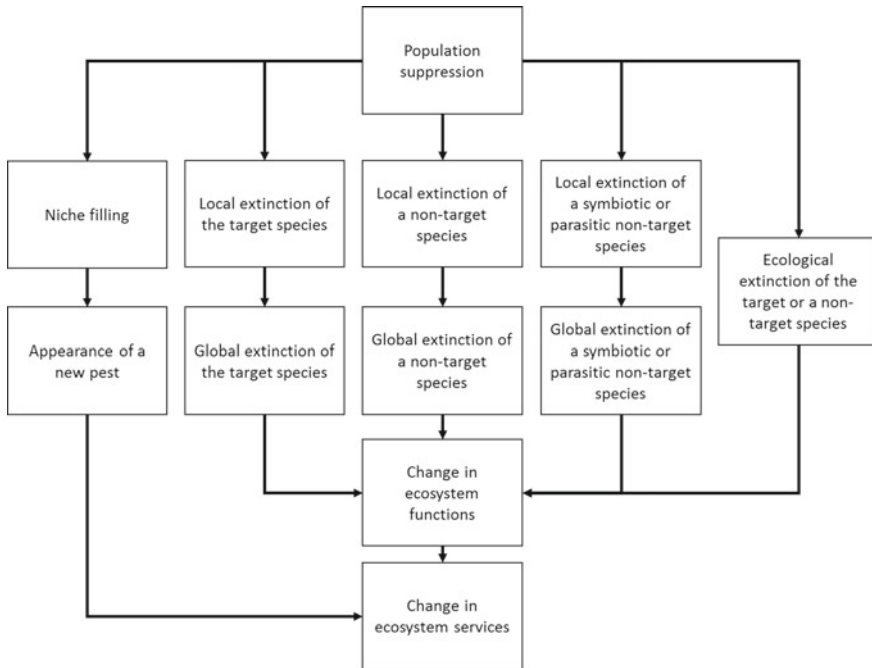 Population
suppression
Niche filling
Local extinction of
the target species
Local extinction of
a non-target
species
Local extinction of
a symbiotic or
parasitic non-target
species
Ecological
extinction of the
target or a non-
target species
Appearance of a
new pest
Global extinction of
the target species
Global extinction of
a non-target
species
Global extinction of
a symbiotic or
parasitic non-target
species
Change in
ecosystem
functions
Change in
ecosystem services